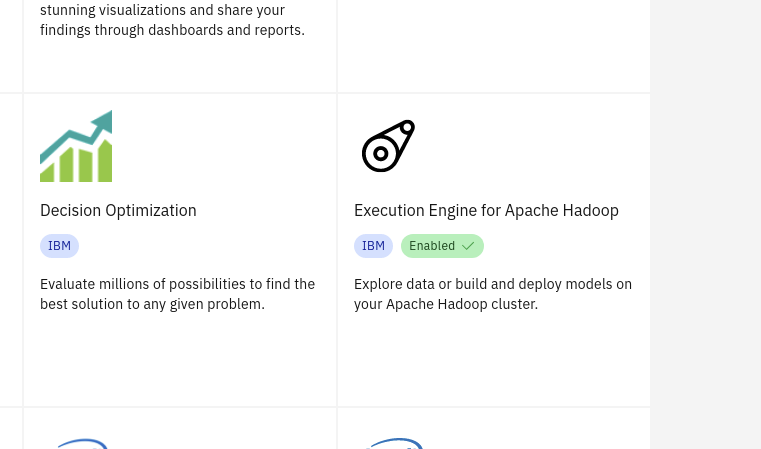 stunning visualizations and share your
findings through dashboards and reports.
Decision Optimization
IBM
Evaluate millions of possibilities to find the
best solution to any given problem.
Execution Engine for Apache Hadoop
IBM Enabled
Explore data or build and deploy models on
your Apache Hadoop cluster.